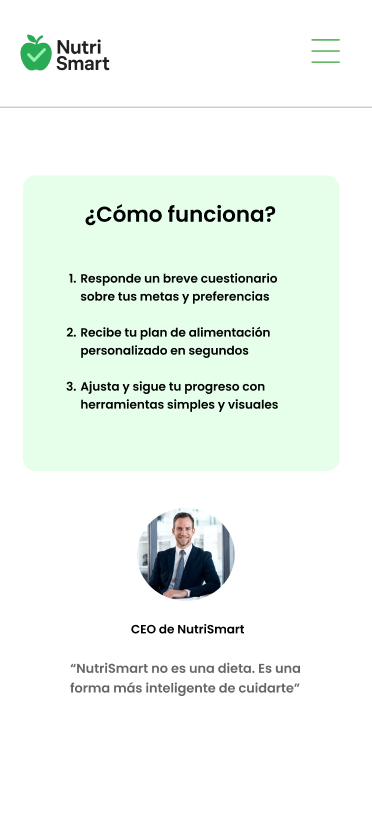 Nutri
Smart
¿Cómo funciona?
1. Responde un breve cuestionario
sobre tus metas y preferencias
2. Recibe tu plan de alimentación
personalizado en segundos
3. Ajusta y sigue tu progreso con
herramientas simples y visuales
CEO de NutriSmart
“NutriSmart no es una dieta. Es una
forma más inteligente de cuidarte”